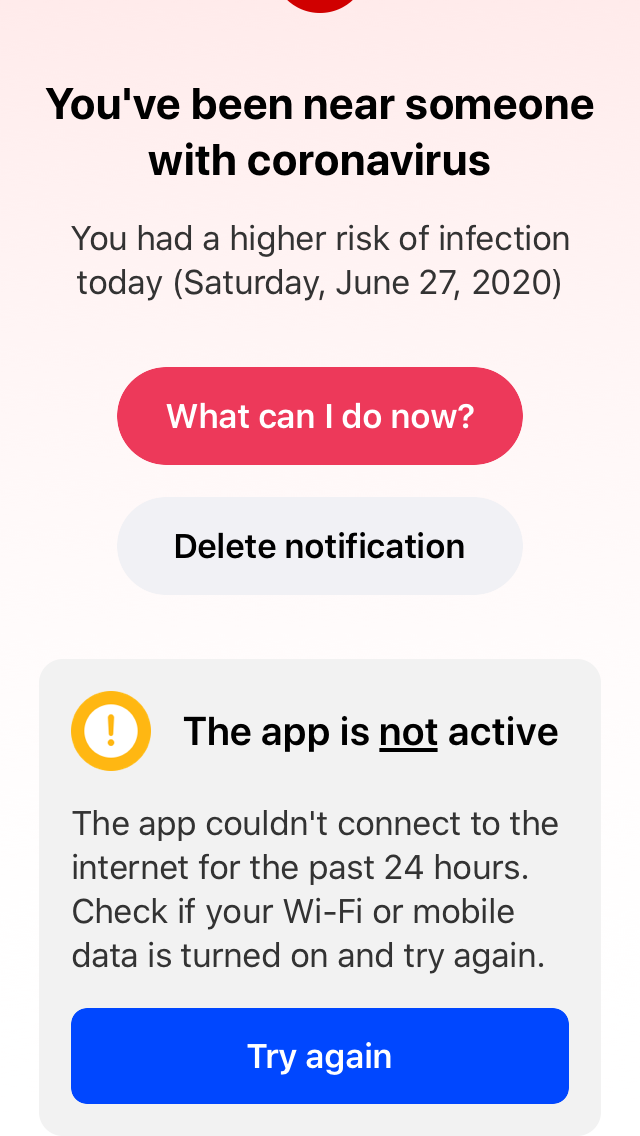 You've been near someone
with coronavirus
You had a higher risk of infection
today (Saturday, June 27, 2020)
What can I do now?
Delete notification
!
The app is not active
The app couldn't connect to the
internet for the past 24 hours.
Check if your Wi-Fi or mobile
data is turned on and try again.
Try again